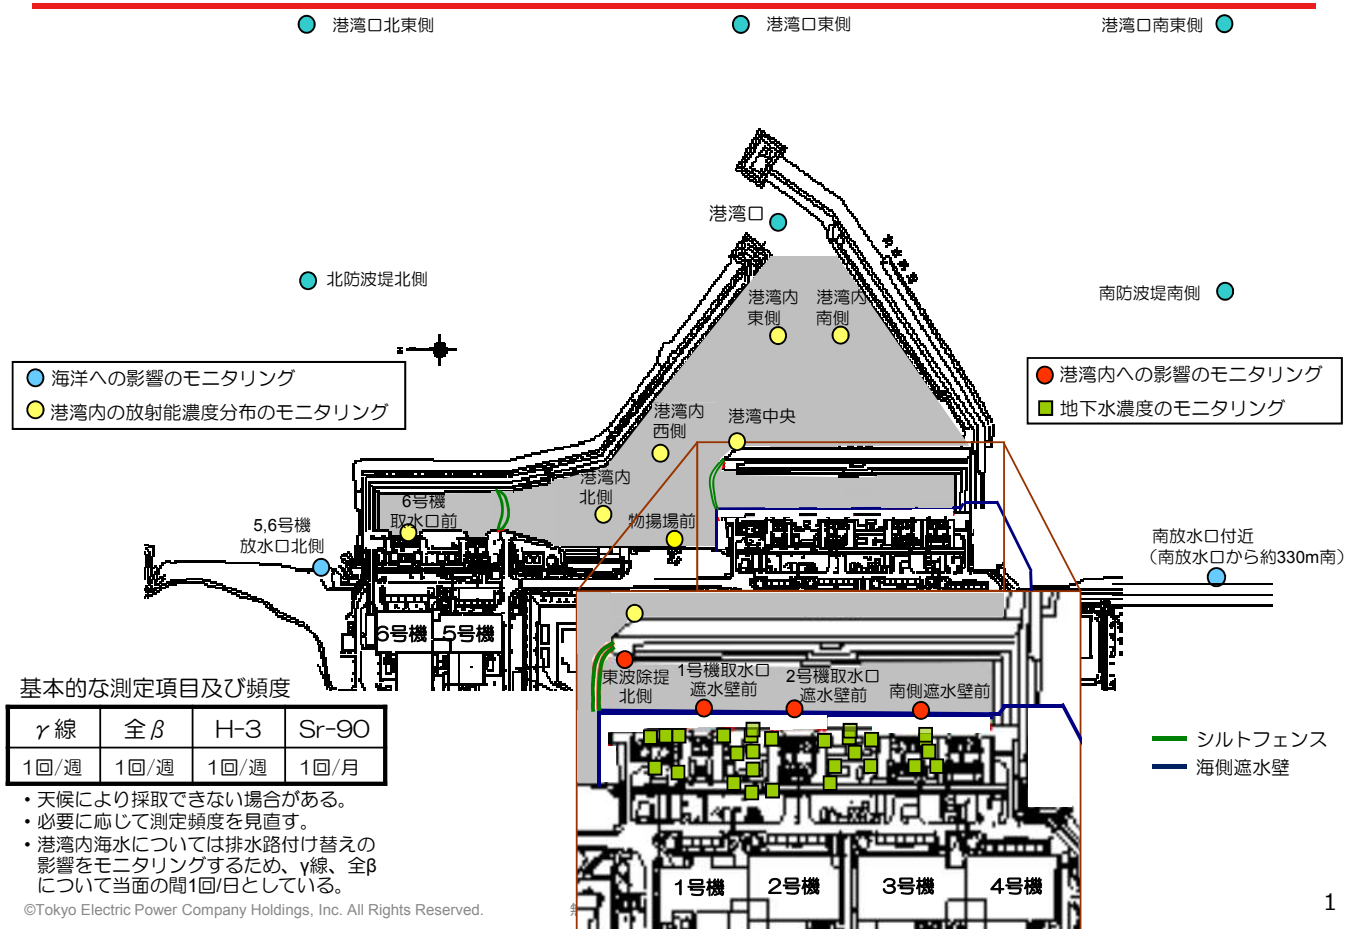 港湾口北東側
港湾口東側
港湾口南東側
港湾口
北防波堤北側
南防波堤南側
港湾内
東側
港湾内
南側
海洋への影響のモニタリング
港湾内の放射能濃度分布のモニタリング
港湾内への影響のモニタリング
地下水濃度のモニタリング
港湾内
西側
港湾中央
港湾内
北側
6号機
取水口前
物揚場前
5,6号機
放水口北側
南放水口付近
(南放水口から約330m南)
6号機
5号機
東波除堤
北側
1号機取水口
遮水壁前
2号機取水口
遮水壁前
南側遮水壁前
基本的な測定項目及び頻度
γ線 全β H-3 Sr-90
1回/週 1回/週 1回/週 1回/月
・天候により採取できない場合がある。
・必要に応じて測定頻度を見直す。
・港湾内海水については排水路付け替えの
影響をモニタリングするため、γ線、全β
について当面の間1回/日としている。
シルトフェンス
海側遮水壁
1号機
2号機
3号機
4号機
©Tokyo Electric Power Company Holdings, Inc. All Rights Reserved.
1